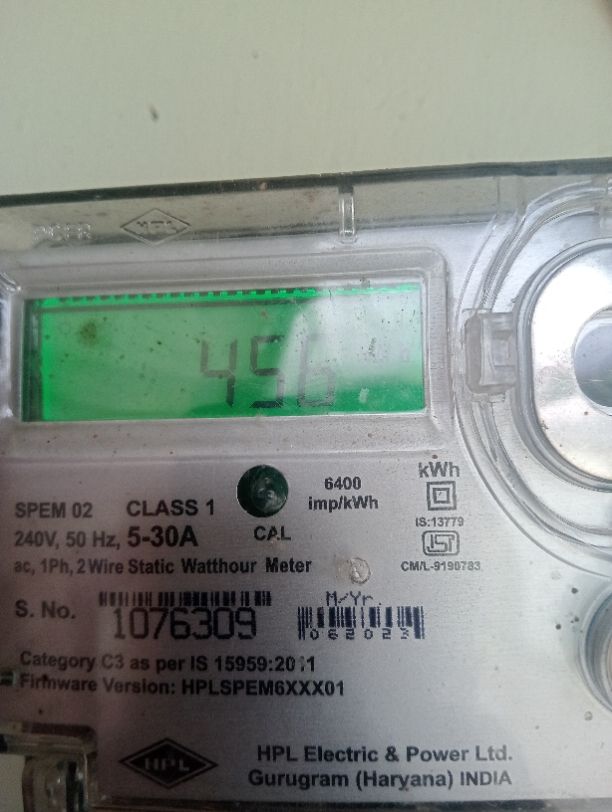 HPL
456
6400
imp/kWh
kWh
SPEM 02 CLASS 1
CAL
IS:13779
240V, 50 Hz, 5-30A
ISI
CM/L-9190783
ac, 1Ph, 2 Wire Static Watthour Meter
M/Yr.
S. No. 1076309
062023
Category C3 as per IS 15959:2011
Firmware Version: HPLSPEM6XXX01
HPL
HPL Electric & Power Ltd.
Gurugram (Haryana) INDIA